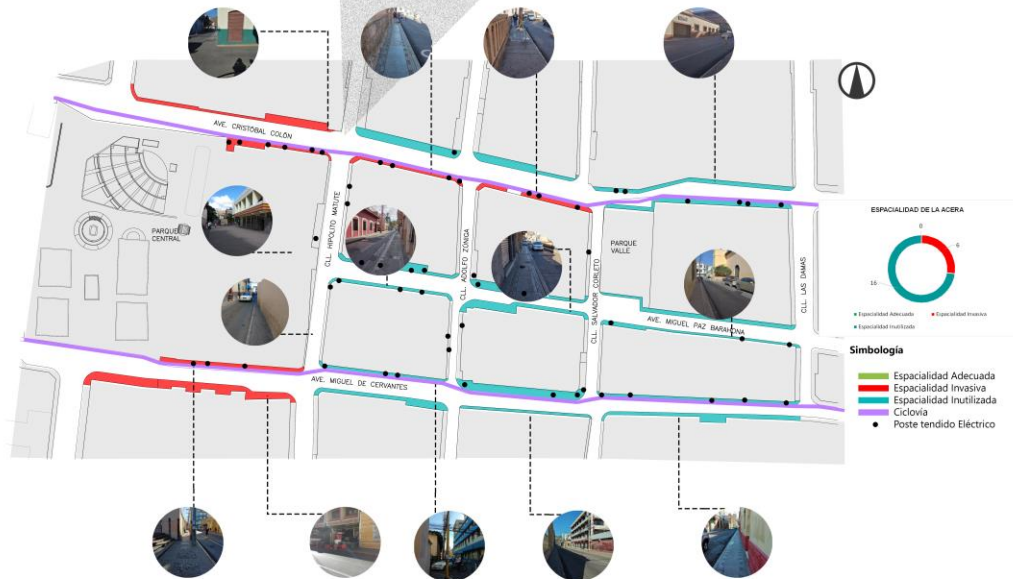 AVE. CRISTÓBAL COLÓN
CLL. HIPOLITO MATUTE
CLL. ADOLFO ZÚNIGA
CLL. SALVADOR CORLETO
CLL. LAS DAMAS
PARQUE
CENTRAL
PARQUE
VALLE
AVE. MIGUEL PAZ BARAHONA
AVE. MIGUEL DE CERVANTES
ESPACIALIDAD DE LA ACERA
0
4
16
Espacialidad Adecuada
Espacialidad Invasiva
Espacialidad Inutilizada
Simbología
Espacialidad Adecuada
Espacialidad Invasiva
Espacialidad Inutilizada
Ciclovía
Poste tendido Eléctrico